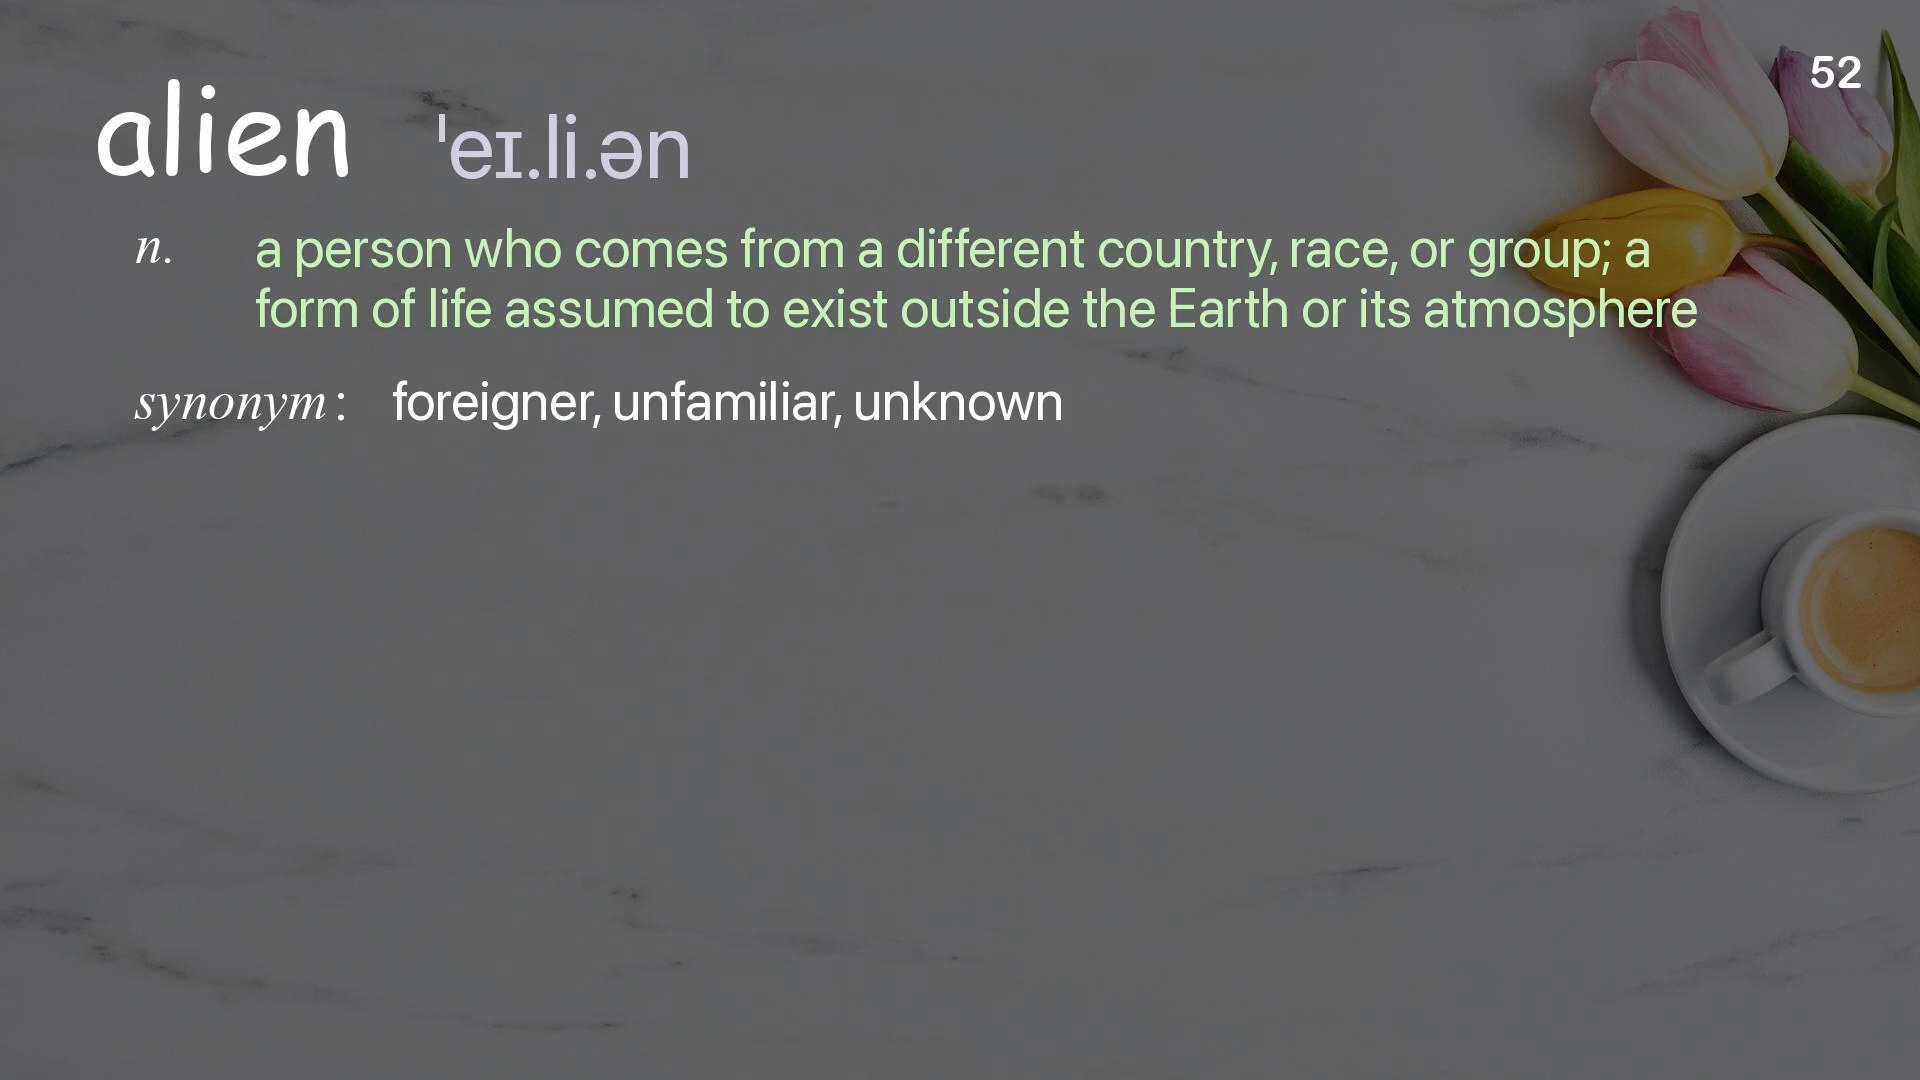 52
alien ˈeɪ.li.ən
n. a person who comes from a different country, race, or group; a
form of life assumed to exist outside the Earth or its atmosphere
synonym: foreigner, unfamiliar, unknown